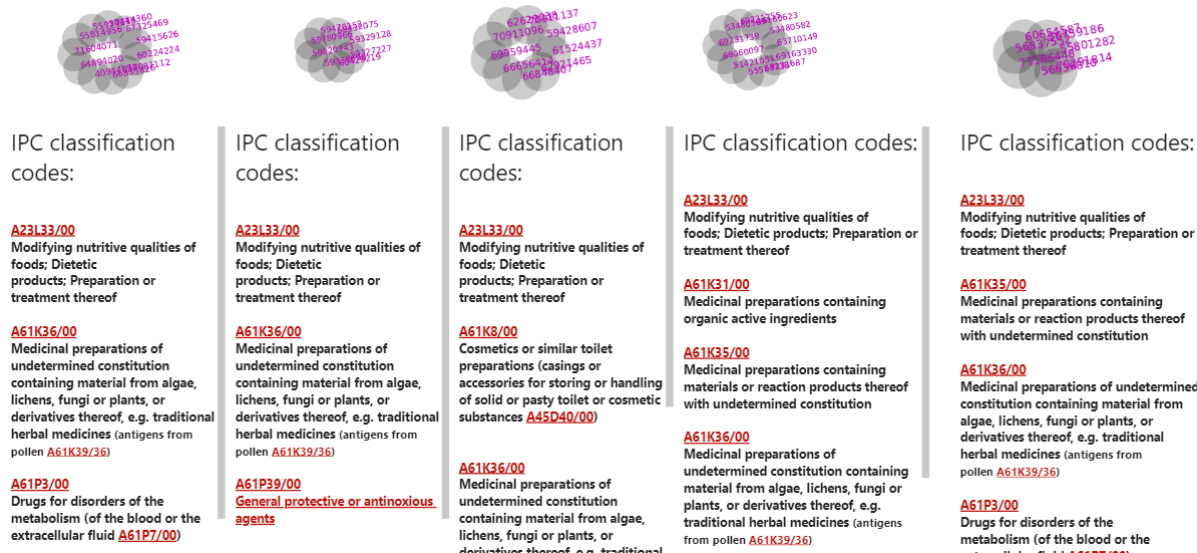 59428607
61524437
59415626
60224224
71604071
64894020
70911096
69959445
66656414
66848407
63710149
69163330
IPC classification
codes:
A23L33/00
Modifying nutritive qualities of
foods; Dietetic
products; Preparation or
treatment thereof
A61K36/00
Medicinal preparations of
undetermined constitution
containing material from algae,
lichens, fungi or plants, or
derivatives thereof, e.g. traditional
herbal medicines (antigens from
pollen A61K39/36)
A61P3/00
Drugs for disorders of the
metabolism (of the blood or the
extracellular fluid A61P7/00)
IPC classification
codes:
A23L33/00
Modifying nutritive qualities of
foods; Dietetic
products; Preparation or
treatment thereof
A61K36/00
Medicinal preparations of
undetermined constitution
containing material from algae,
lichens, fungi or plants, or
derivatives thereof, e.g. traditional
herbal medicines (antigens from
pollen A61K39/36)
A61P39/00
General protective or antinoxious
agents
IPC classification
codes:
A23L33/00
Modifying nutritive qualities of
foods; Dietetic
products; Preparation or
treatment thereof
A61K8/00
Cosmetics or similar toilet
preparations (casings or
accessories for storing or handling
of solid or pasty toilet or cosmetic
substances A45D40/00)
A61K36/00
Medicinal preparations of
undetermined constitution
containing material from algae,
lichens, fungi or plants, or
derivatives thereof, e.g. traditional
IPC classification codes:
A23L33/00
Modifying nutritive qualities of
foods; Dietetic products; Preparation or
treatment thereof
A61K31/00
Medicinal preparations containing
organic active ingredients
A61K35/00
Medicinal preparations containing
materials or reaction products thereof
with undetermined constitution
A61K36/00
Medicinal preparations of
undetermined constitution containing
material from algae, lichens, fungi or
plants, or derivatives thereof, e.g.
traditional herbal medicines (antigens
from pollen A61K39/36)
IPC classification codes:
A23L33/00
Modifying nutritive qualities of
foods; Dietetic products; Preparation or
treatment thereof
A61K35/00
Medicinal preparations containing
materials or reaction products thereof
with undetermined constitution
A61K36/00
Medicinal preparations of undetermined
constitution containing material from
algae, lichens, fungi or plants, or
derivatives thereof, e.g. traditional
herbal medicines (antigens from
pollen A61K39/36)
A61P3/00
Drugs for disorders of the
metabolism (of the blood or the